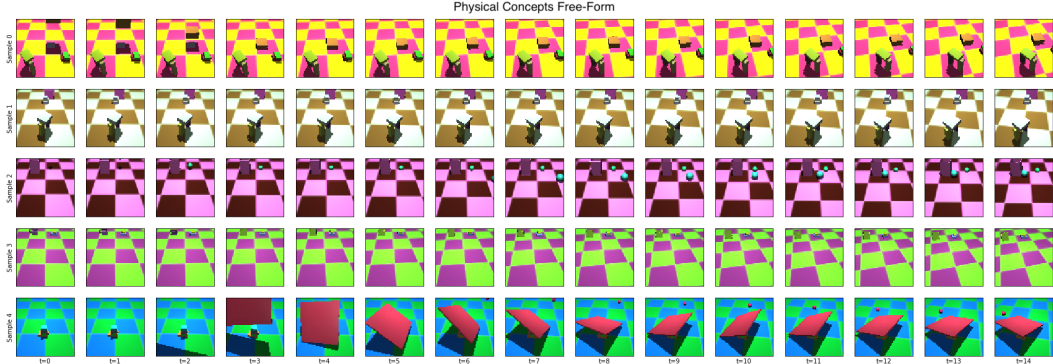 Physical Concepts Free-Form
Sample 0
Sample 1
Sample 2
Sample 3
Sample 4
t=0 t=1 t=2 t=3 t=4 t=5 t=6 t=7 t=8 t=9 t=10 t=11 t=12 t=13 t=14